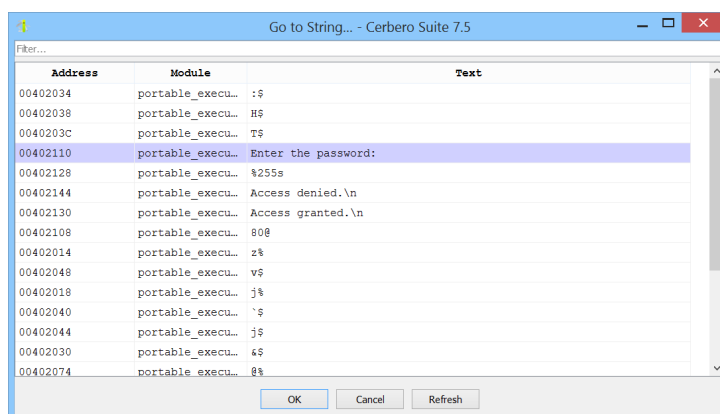 Go to String... - Cerbero Suite 7.5
Filter...
Address Module Text
00402034 portable_execu... :$
00402038 portable_execu... H$
0040203C portable_execu... T$
00402110 portable_execu... Enter the password:
00402128 portable_execu... %255s
00402144 portable_execu... Access denied.\n
00402130 portable_execu... Access granted.\n
00402108 portable_execu... 80@
00402014 portable_execu... z%
00402048 portable_execu... v$
00402018 portable_execu... j%
00402040 portable_execu... `$
00402044 portable_execu... j$
00402030 portable_execu... &$
00402074 portable_execu... @%
OK Cancel Refresh